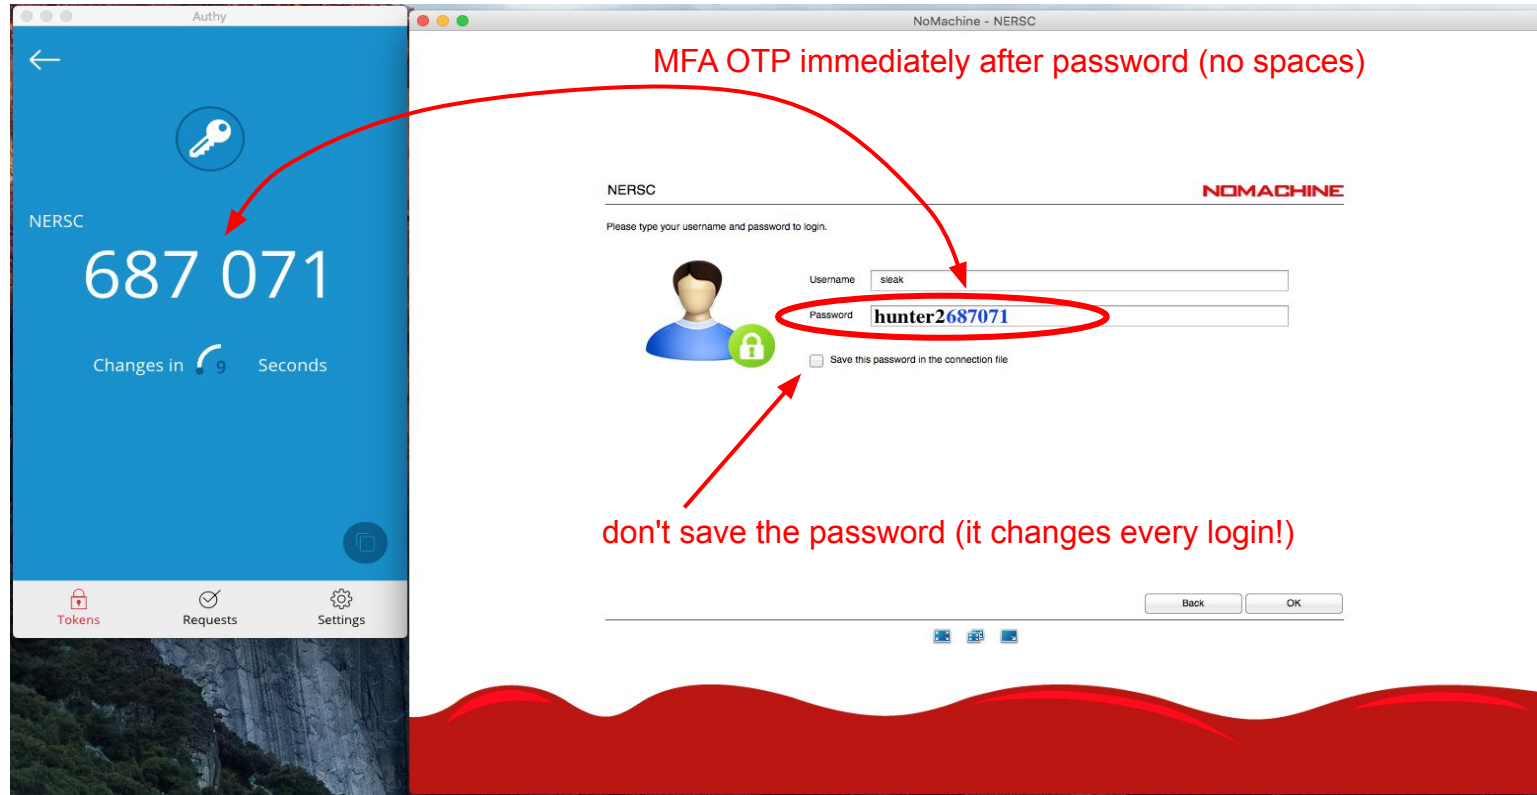 Authy
NERSC
687 070
Changes in 9 Seconds
Tokens
Requests
Settings
NoMachine - NERSC
MFA OTP immediately after password (no spaces)
NERSC
NOMACHINE
Please type your username and password to login.
Username sleak
Password hunter2687071
Save this password in the connection file
don't save the password (it changes every login!)
Back
OK